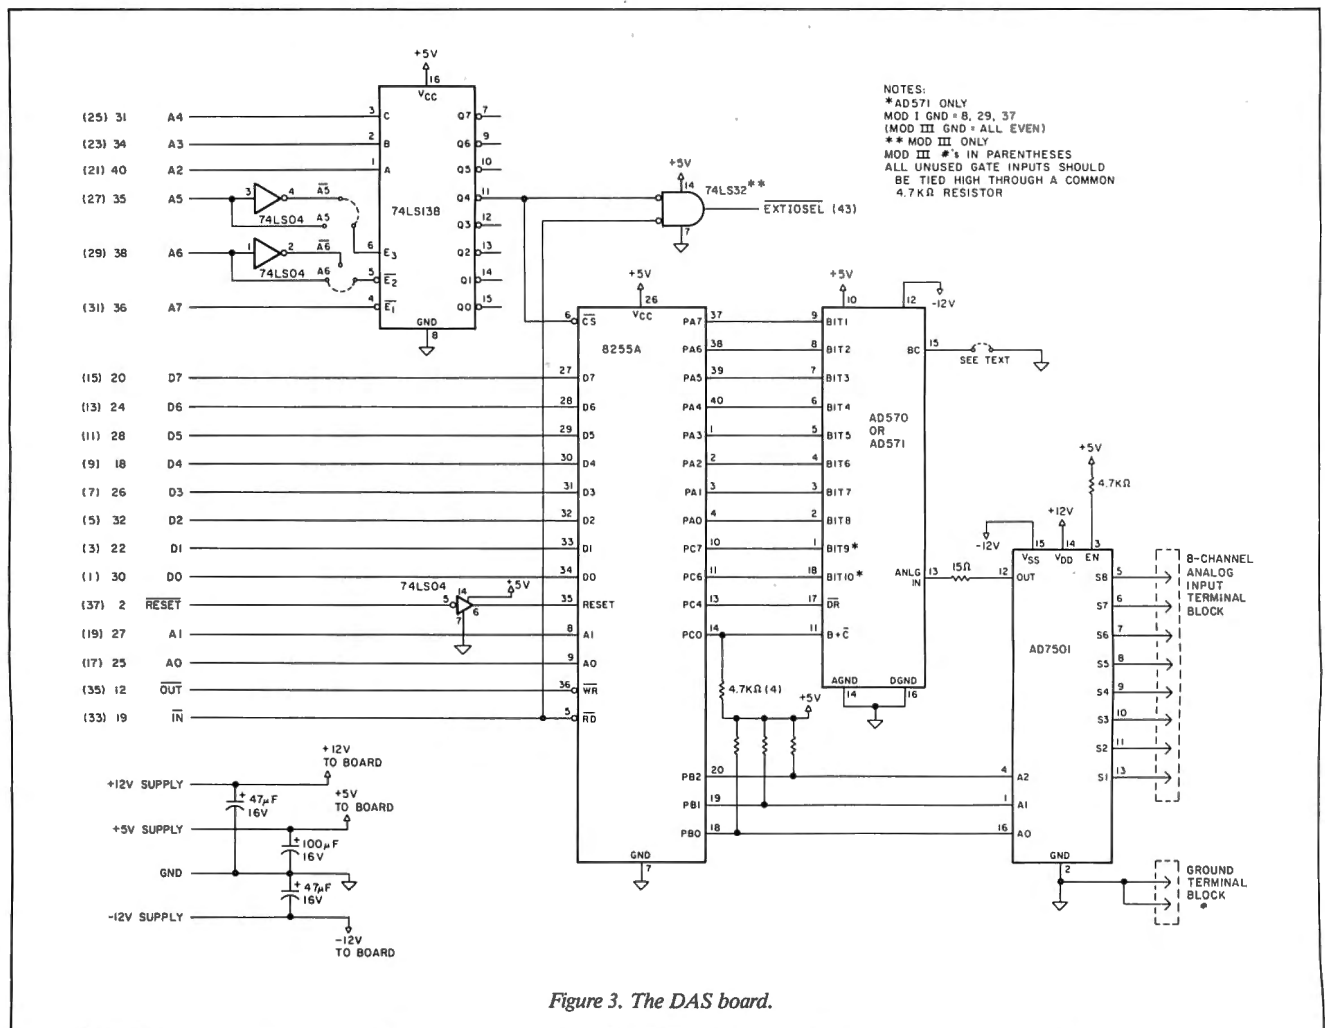 +5V
16
VCC
(25) 31 A4 3 C Q7 7
(23) 34 A3 2 B Q6 9
(21) 40 A2 1 A Q5 10
(27) 35 A5 3 4 A5 Q4 11
74LS04 A5 74LS138 Q3 12
(29) 38 A6 1 2 A6 6 E3 Q2 13
74LS04 A6 5 E2 Q1 14
(31) 36 A7 4 E1 Q0 15
GND
8
+5V
14 74LS32**
EXTIOSEL (43)
7
NOTES:
*AD571 ONLY
MOD I GND = 8, 29, 37
(MOD III GND = ALL EVEN)
** MOD III ONLY
MOD III #'s IN PARENTHESES
ALL UNUSED GATE INPUTS SHOULD
BE TIED HIGH THROUGH A COMMON
4.7KΩ RESISTOR
+5V
26
VCC
6 CS
8255A
(15) 20 D7 27 D7
(13) 24 D6 28 D6
(11) 28 D5 29 D5
(9) 18 D4 30 D4
(7) 26 D3 31 D3
(5) 32 D2 32 D2
(3) 22 D1 33 D1
(1) 30 D0 34 D0
74LS04 14 +5V
(37) 2 RESET 5 6 35 RESET
7
(19) 27 A1 8 A1
(17) 25 A0 9 A0
(35) 12 OUT 36 WR
(33) 19 IN 5 RD
+5V
10
12
-12V
PA7 37 9 BIT1
PA6 38 8 BIT2 BC 15
SEE TEXT
PA5 39 7 BIT3
PA4 40 6 BIT4
AD570
OR
AD571
PA3 1 5 BIT5
PA2 2 4 BIT6
PA1 3 3 BIT7
PA0 4 2 BIT8
PC7 10 1 BIT9*
PC6 11 18 BIT10* ANLG IN 13 15Ω 12 OUT
PC4 13 17 DR
PC0 14 11 B+C
AGND DGND
14 16
4.7KΩ (4)
+5V
PB2 20 4 A2
PB1 19 1 A1
PB0 18 16 A0
GND
7
+5V
4.7KΩ
-12V
+12V
15 14 3
VSS VDD EN
AD7501
S8 5
S7 6
S6 7
S5 8
S4 9
S3 10
S2 11
S1 13
GND
2
8-CHANNEL
ANALOG
INPUT
TERMINAL
BLOCK
GROUND
TERMINAL
BLOCK
*
+12V
TO BOARD
+12V SUPPLY
+ 47μF
16V
+5V
TO BOARD
+5V SUPPLY
+ 100μF
16V
GND
+ 47μF
16V
-12V SUPPLY
-12V
TO BOARD
Figure 3. The DAS board.